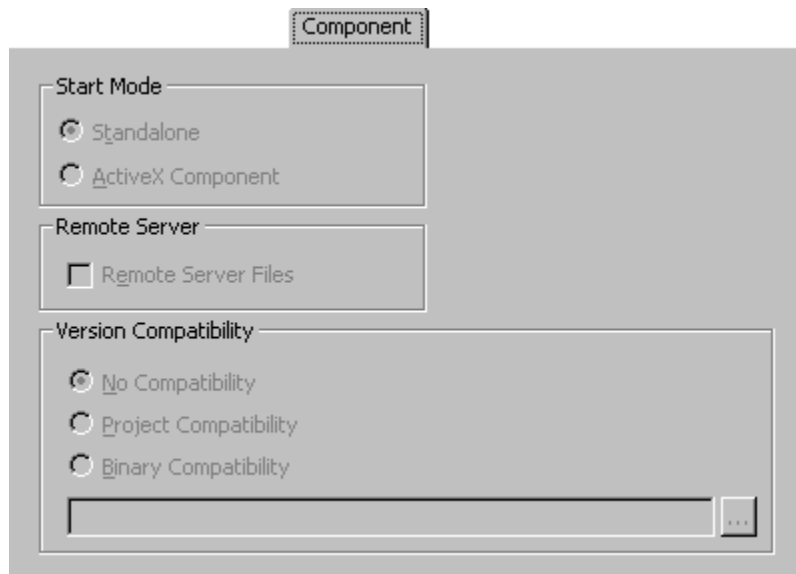 Component
Start Mode
Standalone
ActiveX Component
Remote Server
Remote Server Files
Version Compatibility
No Compatibility
Project Compatibility
Binary Compatibility
...